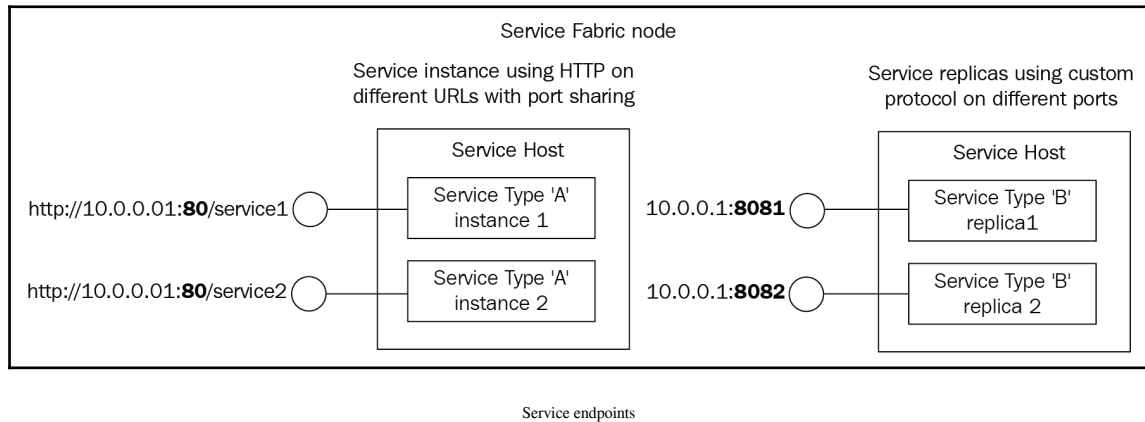 Service Fabric node
Service instance using HTTP on
different URLs with port sharing
Service Host
http://10.0.0.01:80/service1
Service Type 'A'
instance 1
http://10.0.0.01:80/service2
Service Type 'A'
instance 2
Service replicas using custom
protocol on different ports
Service Host
10.0.0.1:8081
Service Type 'B'
replica1
10.0.0.1:8082
Service Type 'B'
replica 2
Service endpoints